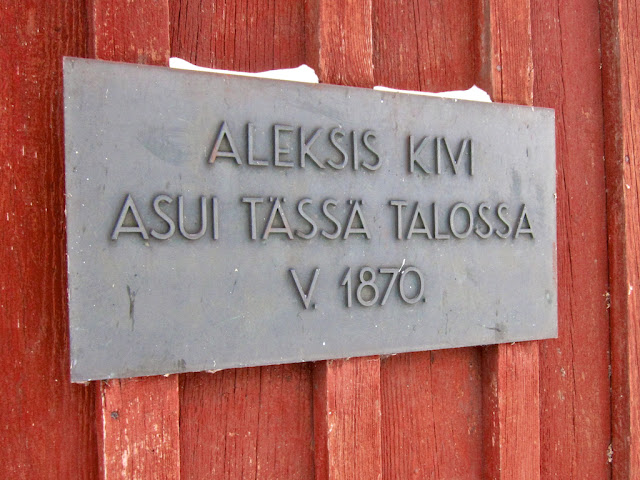 ALEKSIS KIVI
ASUI TÄSSÄ TALOSSA
V. 1870.